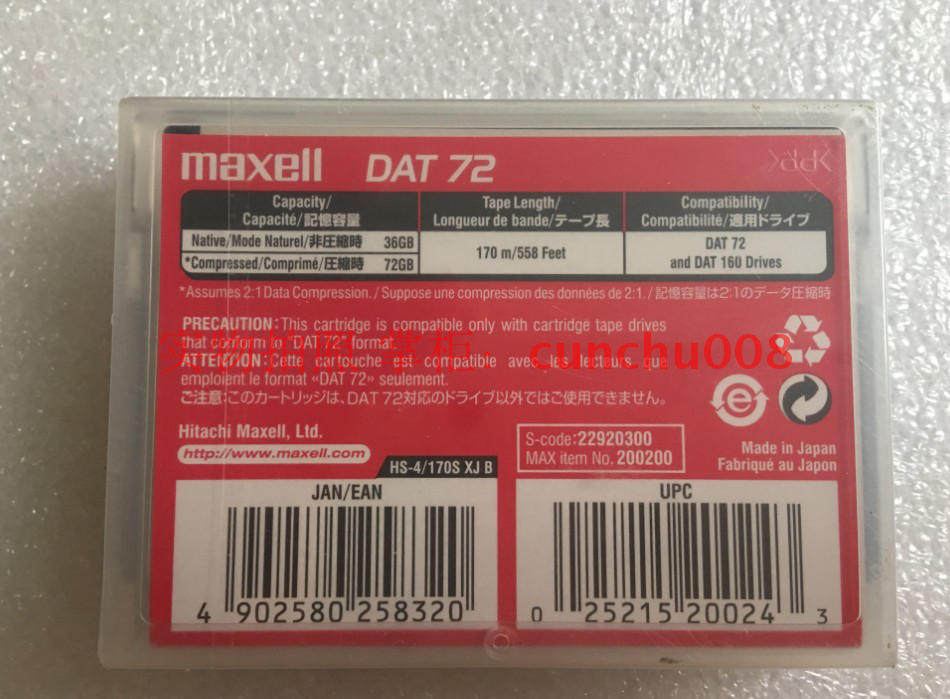 maxell DAT 72
>PP<
Capacity/
Capacité/記憶容量
Tape Length/
Longueur de bande/テープ長
Compatibility/
Compatibilité/適用ドライブ
Native/Mode Naturel/非圧縮時 36GB
*Compressed/Comprimé/圧縮時 72GB
170 m/558 Feet
DAT 72
and DAT 160 Drives
*Assumes 2:1 Data Compression. / Suppose une compression des données de 2:1. / 記憶容量は2:1のデータ圧縮時
PRECAUTION: This cartridge is compatible only with cartridge tape drives
that conform to "DAT 72" format.
ATTENTION: Cette cartouche est compatible avec les lecteurs qui
emploient le format «DAT 72» seulement.
ご注意:このカートリッジは、DAT 72対応のドライブ以外ではご使用できません。
cunchu008
Hitachi Maxell, Ltd.
http://www.maxell.com
HS-4/170S XJ B
S-code:22920300
MAX item No. 200200
Made in Japan
Fabriqué au Japon
JAN/EAN
4 902580 258320
UPC
0 25215 20024 3